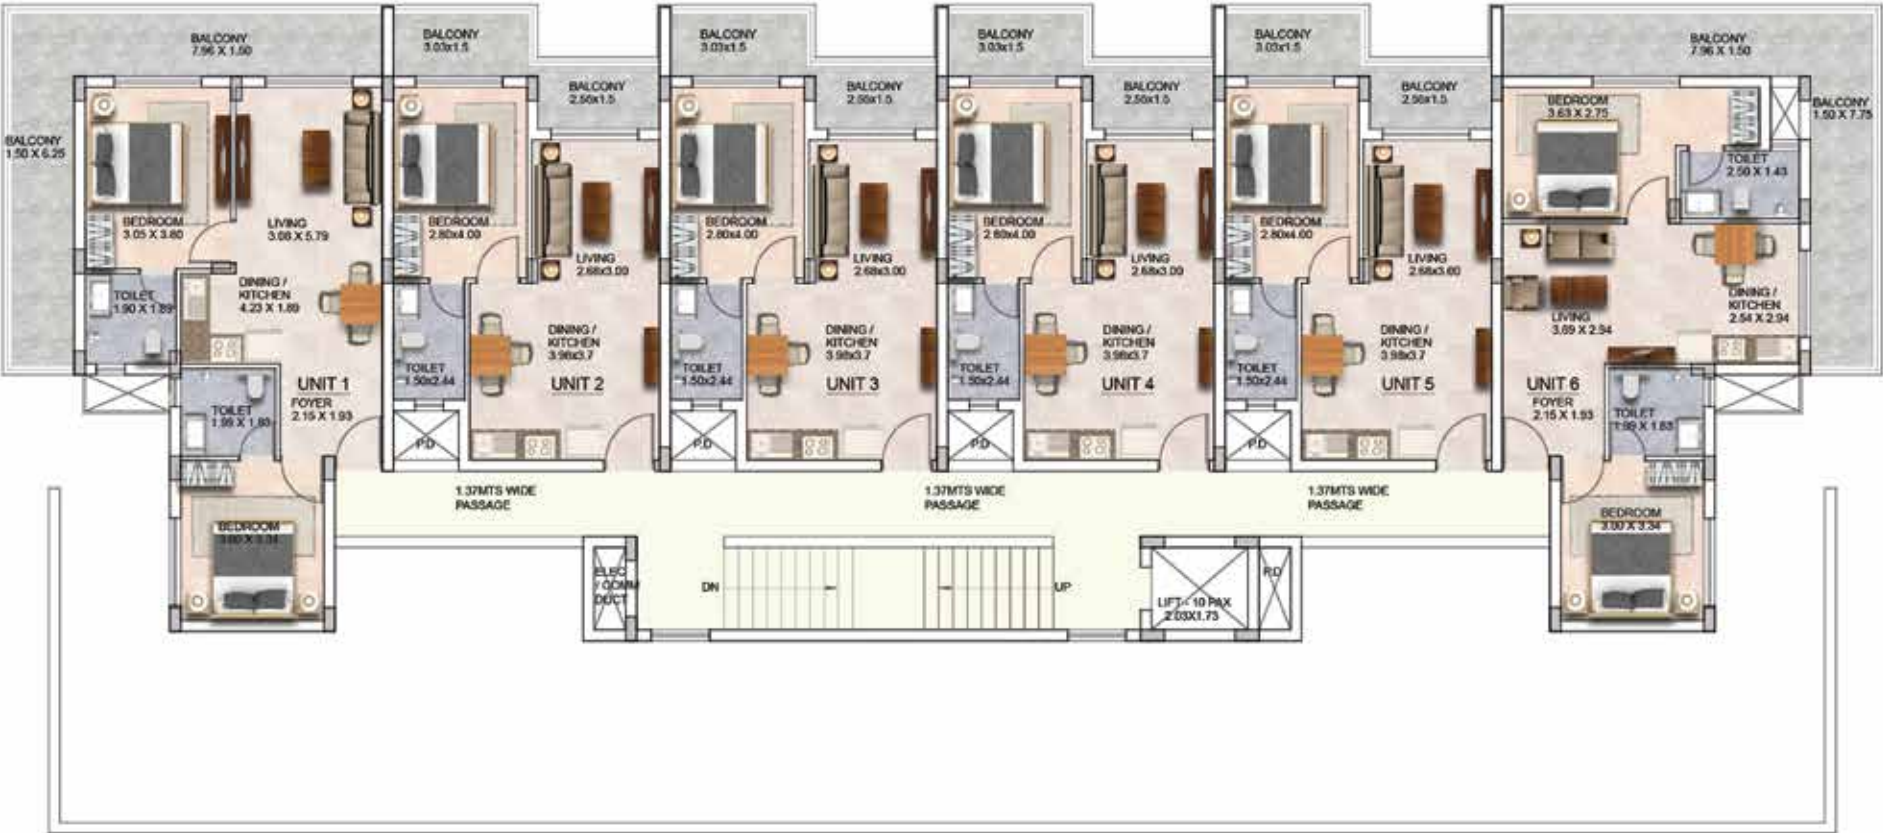 BALCONY
7.96 X 1.50
BALCONY
1.50 X 6.25
BEDROOM
3.05 X 3.80
LIVING
3.08 X 5.79
DINING /
KITCHEN
4.23 X 1.89
TOILET
1.90 X 1.89
UNIT 1
FOYER
2.15 X 1.93
TOILET
BEDROOM
BALCONY
3.03x1.5
BALCONY
2.55x1.5
BEDROOM
2.80x4.00
LIVING
2.68x3.00
DINING /
KITCHEN
3.98x3.7
TOILET
1.50x2.44
UNIT 2
P.D
BALCONY
3.03x1.5
BALCONY
2.55x1.5
BEDROOM
2.80x4.00
LIVING
2.68x3.00
DINING /
KITCHEN
3.98x3.7
TOILET
1.50x2.44
UNIT 3
P.D
BALCONY
3.03x1.5
BALCONY
2.55x1.5
BEDROOM
2.80x4.00
LIVING
2.68x3.00
DINING /
KITCHEN
3.98x3.7
TOILET
1.50x2.44
UNIT 4
P.D
BALCONY
3.03x1.5
BALCONY
2.55x1.5
BEDROOM
2.80x4.00
LIVING
DINING /
KITCHEN
3.98x3.7
TOILET
1.50x2.44
UNIT 5
P.D
BALCONY
7.96 X 1.50
BALCONY
1.50 X 7.75
BEDROOM
3.63 X 2.75
TOILET
2.50 X 1.43
LIVING
3.69 X 2.94
DINING /
KITCHEN
2.54 X 2.94
UNIT 6
FOYER
2.15 X 1.93
TOILET
BEDROOM
3.00 X 3.34
1.37MTS WIDE
PASSAGE
1.37MTS WIDE
PASSAGE
1.37MTS WIDE
PASSAGE
ELEC
/ COMM
DUCT
DN
UP
LIFT - 10 PAX
2.03X1.73
P.D